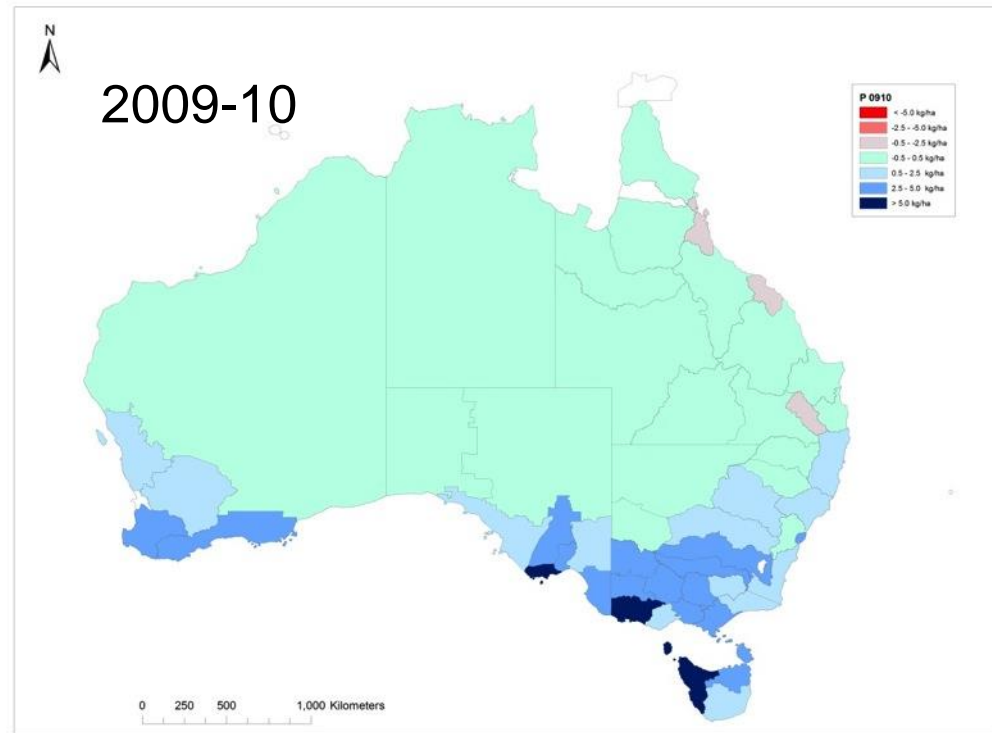 N
2009-10
P 0910
< -5.0 kg/ha
-2.5 - -5.0 kg/ha
-0.5 - -2.5 kg/ha
-0.5 - 0.5 kg/ha
0.5 - 2.5 kg/ha
2.5 - 5.0 kg/ha
> 5.0 kg/ha
0 250 500 1,000 Kilometers